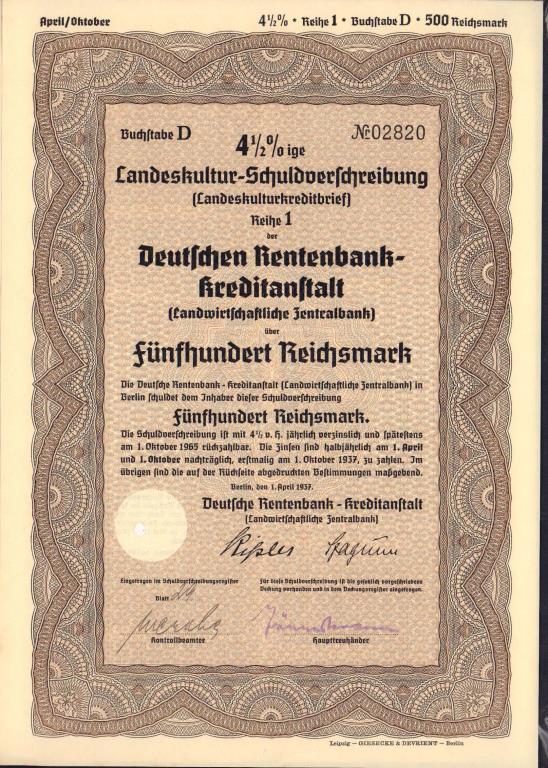 April/Oktober
4½% * Reihe 1 * Buchstabe D * 500 Reichsmark
Buchstabe D
№ 02820
4½% ige
Landeskultur-Schuldverschreibung
(Landeskulturkreditbrief)
Reihe 1
der
Deutschen Rentenbank-
Kreditanstalt
(Landwirtschaftliche Zentralbank)
über
Fünfhundert Reichsmark
Die Deutsche Rentenbank-Kreditanstalt (Landwirtschaftliche Zentralbank) in
Berlin schuldet dem Inhaber dieser Schuldverschreibung
Fünfhundert Reichsmark.
Die Schuldverschreibung ist mit 4½ v. H. jährlich verzinslich und spätestens
am 1. Oktober 1965 rückzahlbar. Die Zinsen sind halbjährlich am 1. April
und 1. Oktober nachträglich, erstmalig am 1. Oktober 1937, zu zahlen. Im
übrigen sind die auf der Rückseite abgedruckten Bestimmungen maßgebend.
Berlin, den 1. April 1937.
Deutsche Rentenbank-Kreditanstalt
(Landwirtschaftliche Zentralbank)
Eingetragen im Schuldverschreibungsregister
Blatt 24
Für diese Schuldverschreibung ist die gesetzlich vorgeschriebene
Deckung vorhanden und in dem Deckungsregister eingetragen.
Kontrollbeamter
Haupttreuhänder
Leipzig — GIESECKE & DEVRIENT — Berlin